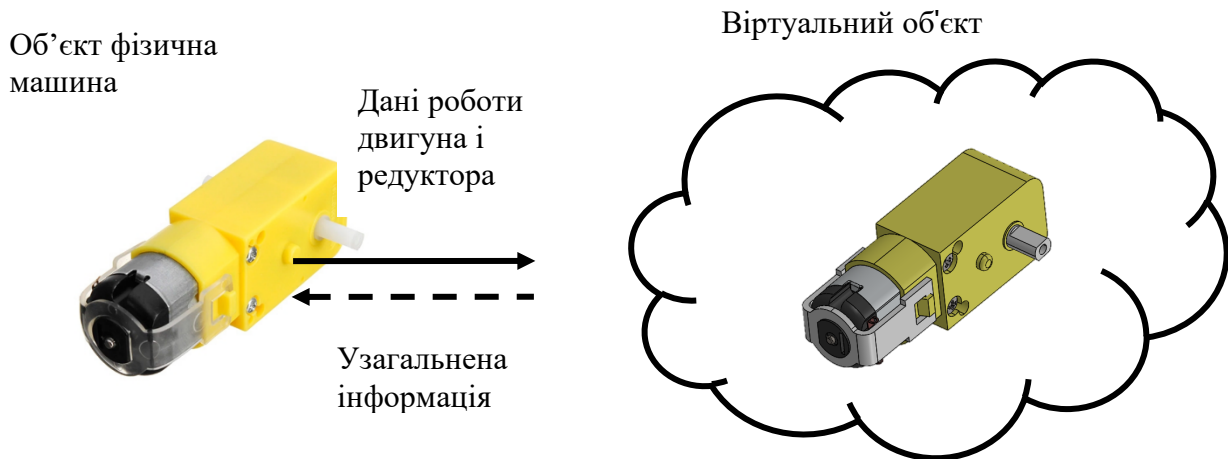 Об’єкт фізична
машина
Дані роботи
двигуна і
редуктора
Узагальнена
інформація
Віртуальний об'єкт